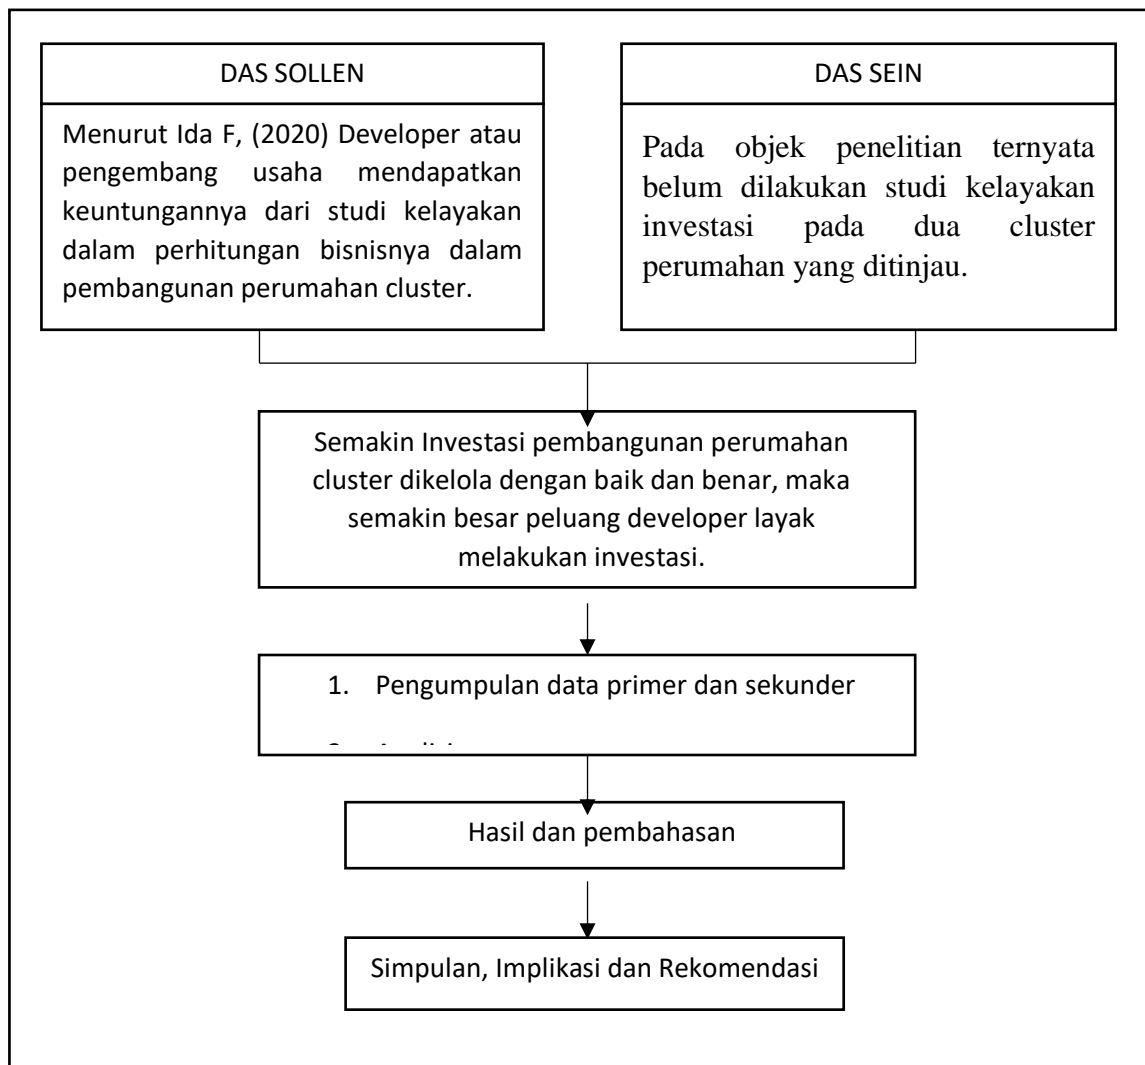 DAS SOLLEN
Menurut Ida F, (2020) Developer atau
pengembang usaha mendapatkan
keuntungannya dari studi kelayakan
dalam perhitungan bisnisnya dalam
pembangunan perumahan cluster.
DAS SEIN
Pada objek penelitian ternyata
belum dilakukan studi kelayakan
investasi pada dua cluster
perumahan yang ditinjau.
Semakin Investasi pembangunan perumahan
cluster dikelola dengan baik dan benar, maka
semakin besar peluang developer layak
melakukan investasi.
1. Pengumpulan data primer dan sekunder
Hasil dan pembahasan
Simpulan, Implikasi dan Rekomendasi